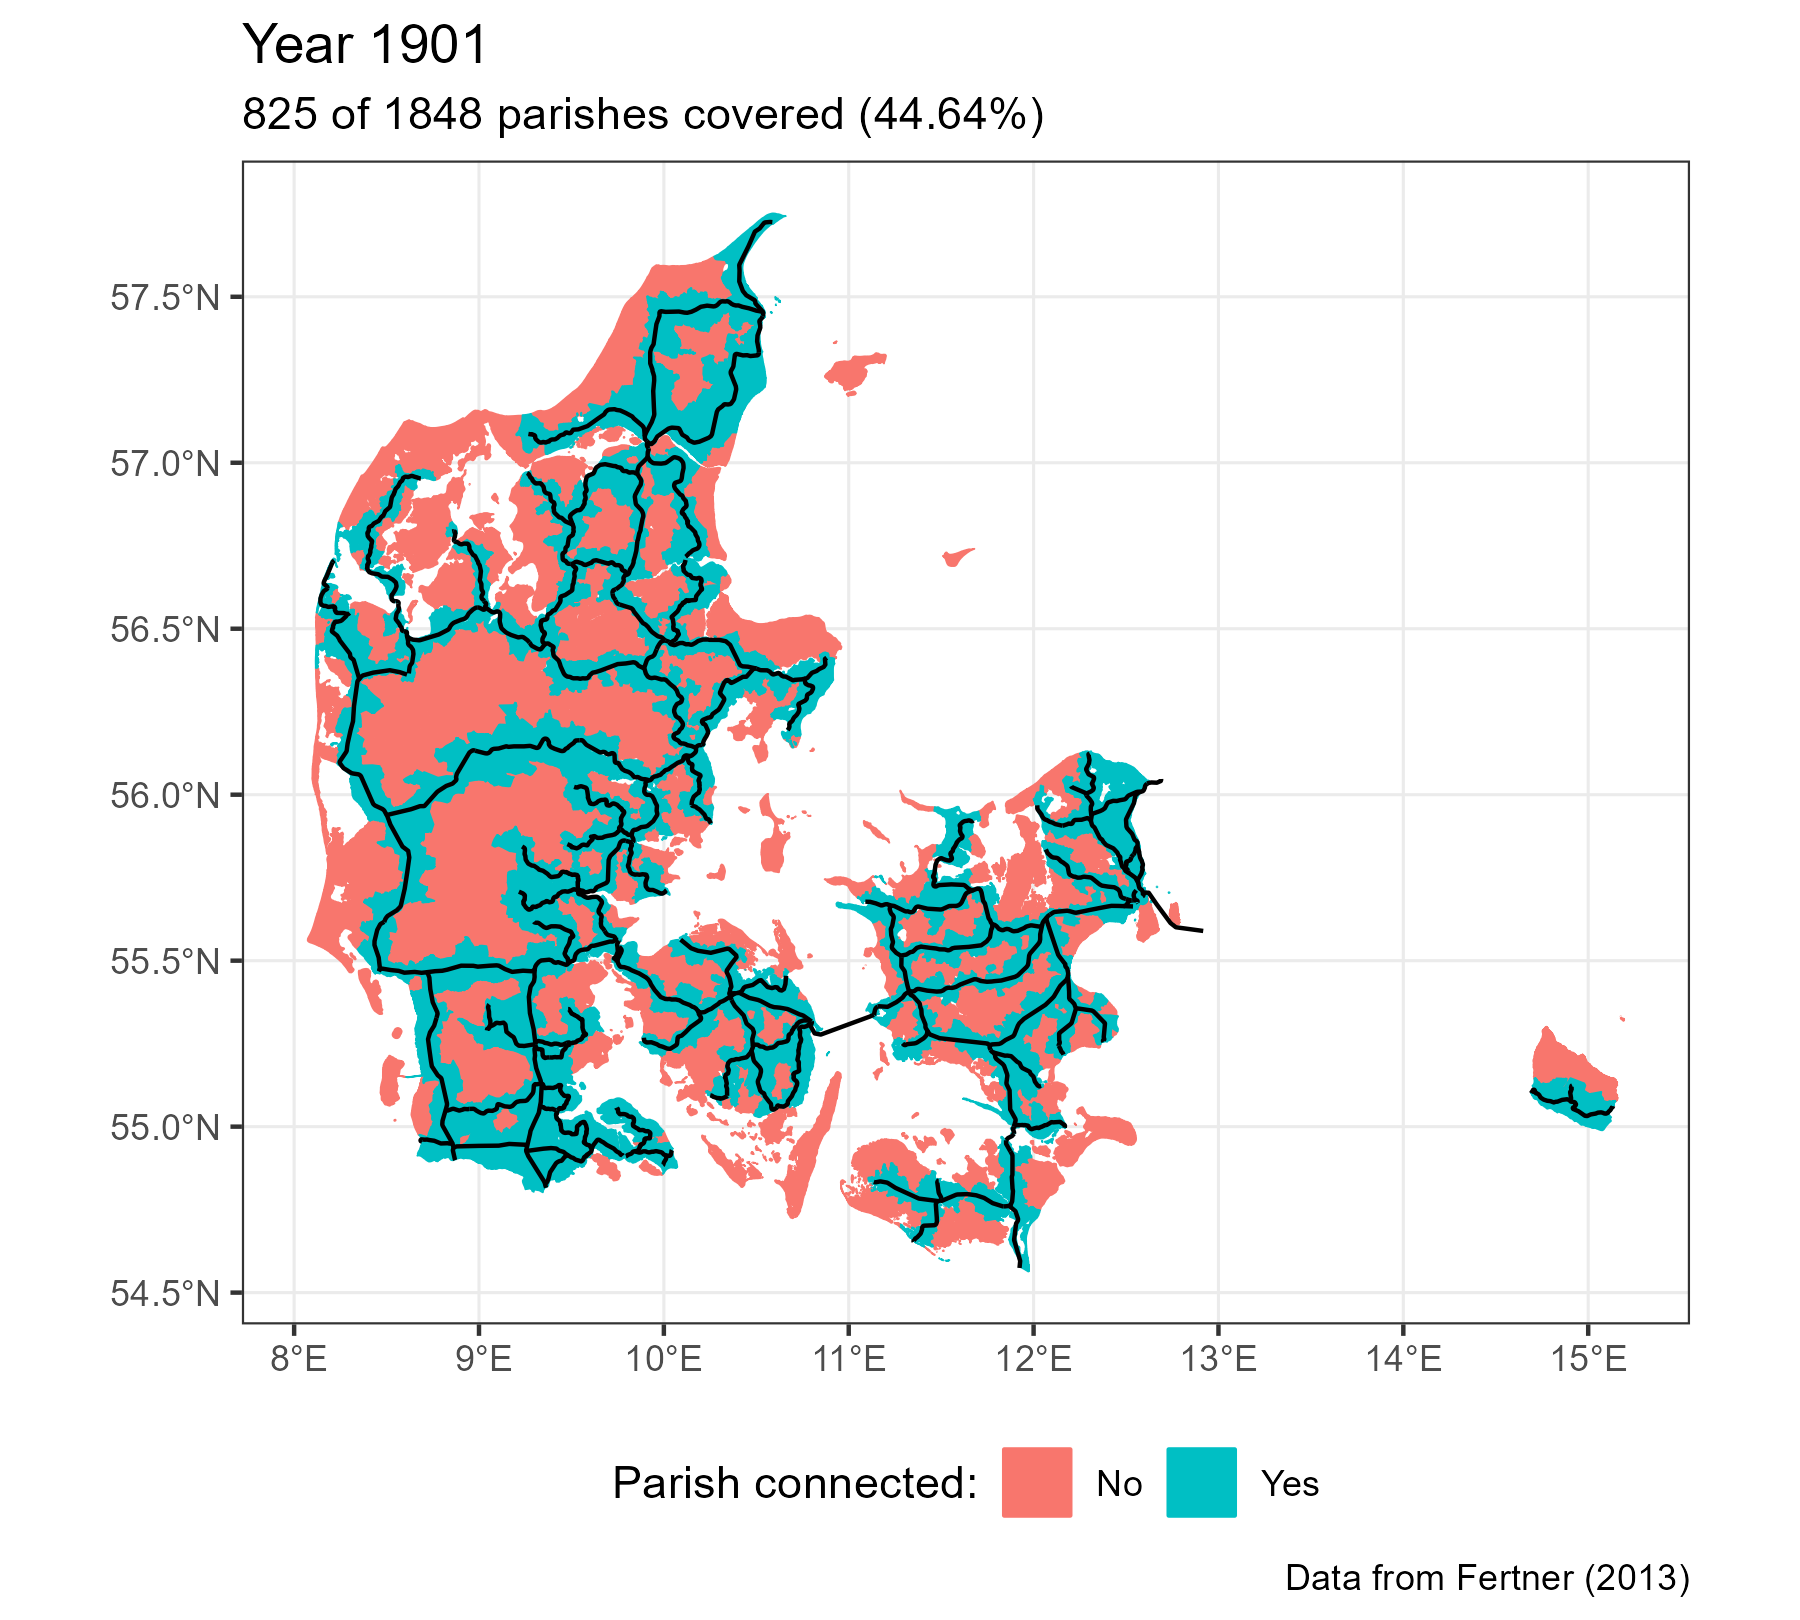 Year 1901
825 of 1848 parishes covered (44.64%)
57.5°N
57.0°N
56.5°N
56.0°N
55.5°N
55.0°N
54.5°N
8°E 9°E 10°E 11°E 12°E 13°E 14°E 15°E
Parish connected: No Yes
Data from Fertner (2013)